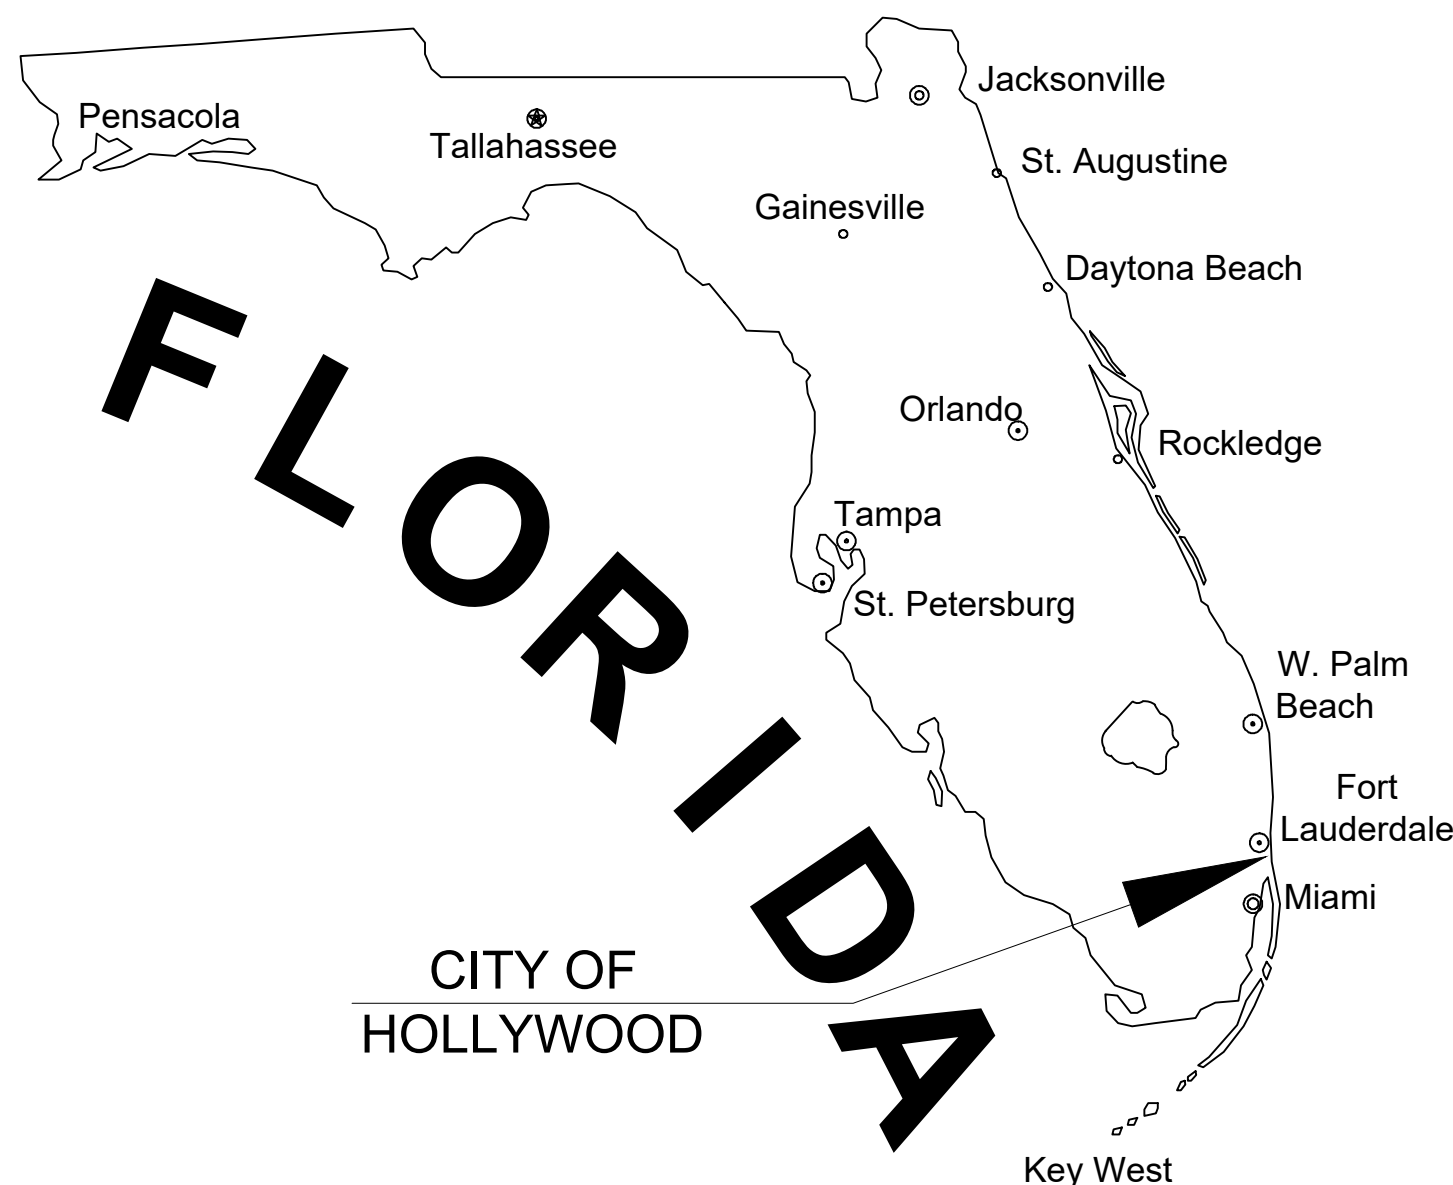 Jacksonville
Pensacola
Tallahassee
St. Augustine
Gainesville
Daytona Beach
FLORIDA
Orlando
Rockledge
Tampa
St. Petersburg
W. Palm
Beach
Fort
Lauderdale
Miami
CITY OF
HOLLYWOOD
Key West